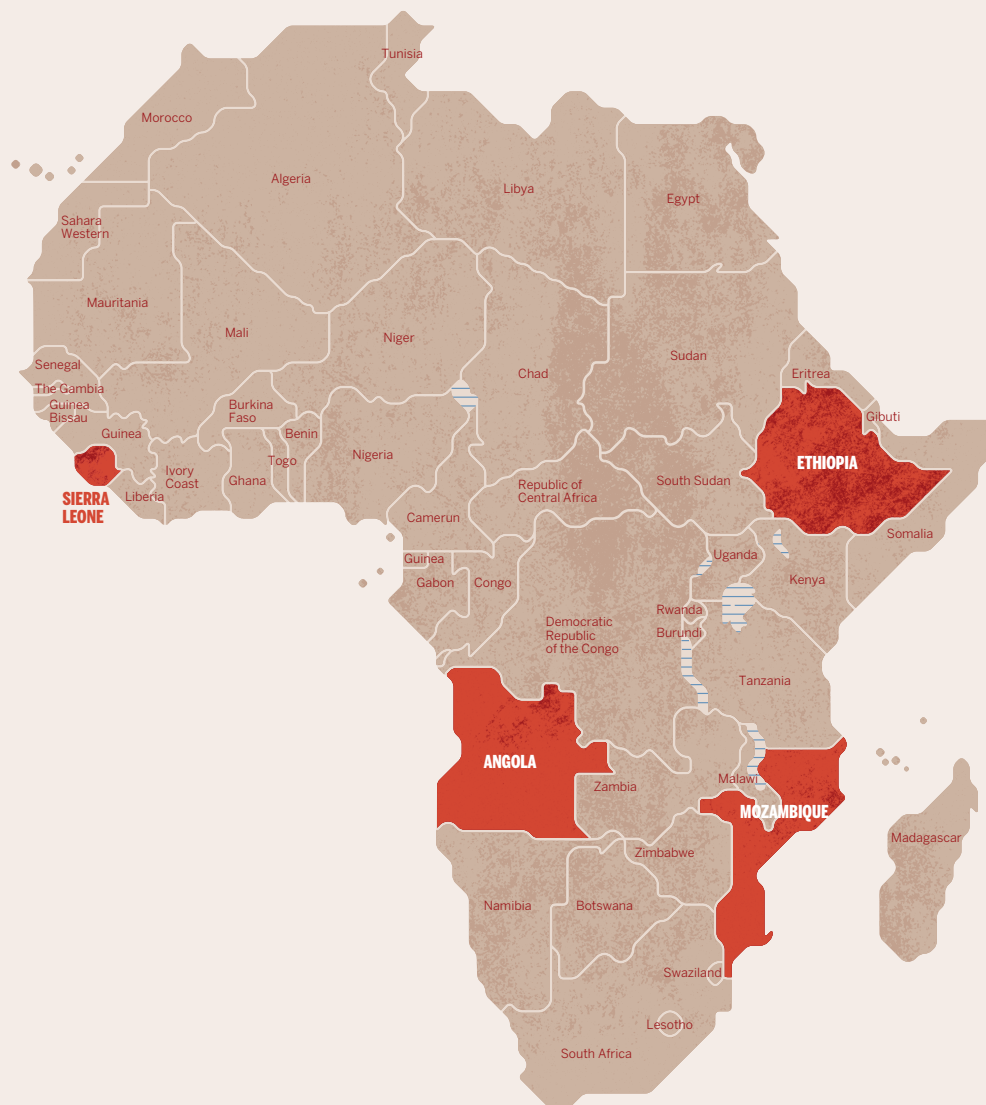 Tunisia
Morocco
Algeria
Libya
Egypt
Sahara
Western
Mauritania
Mali
Niger
Chad
Sudan
Eritrea
Senegal
The Gambia
Guinea
Bissau
Guinea
Burkina
Faso
Benin
Togo
Ghana
Nigeria
Gibuti
ETHIOPIA
Ivory
Coast
Liberia
SIERRA
LEONE
Republic of
Central Africa
South Sudan
Camerun
Somalia
Uganda
Kenya
Guinea
Gabon
Congo
Rwanda
Burundi
Democratic
Republic
of the Congo
Tanzania
ANGOLA
Zambia
Malawi
MOZAMBIQUE
Madagascar
Zimbabwe
Namibia
Botswana
Swaziland
Lesotho
South Africa